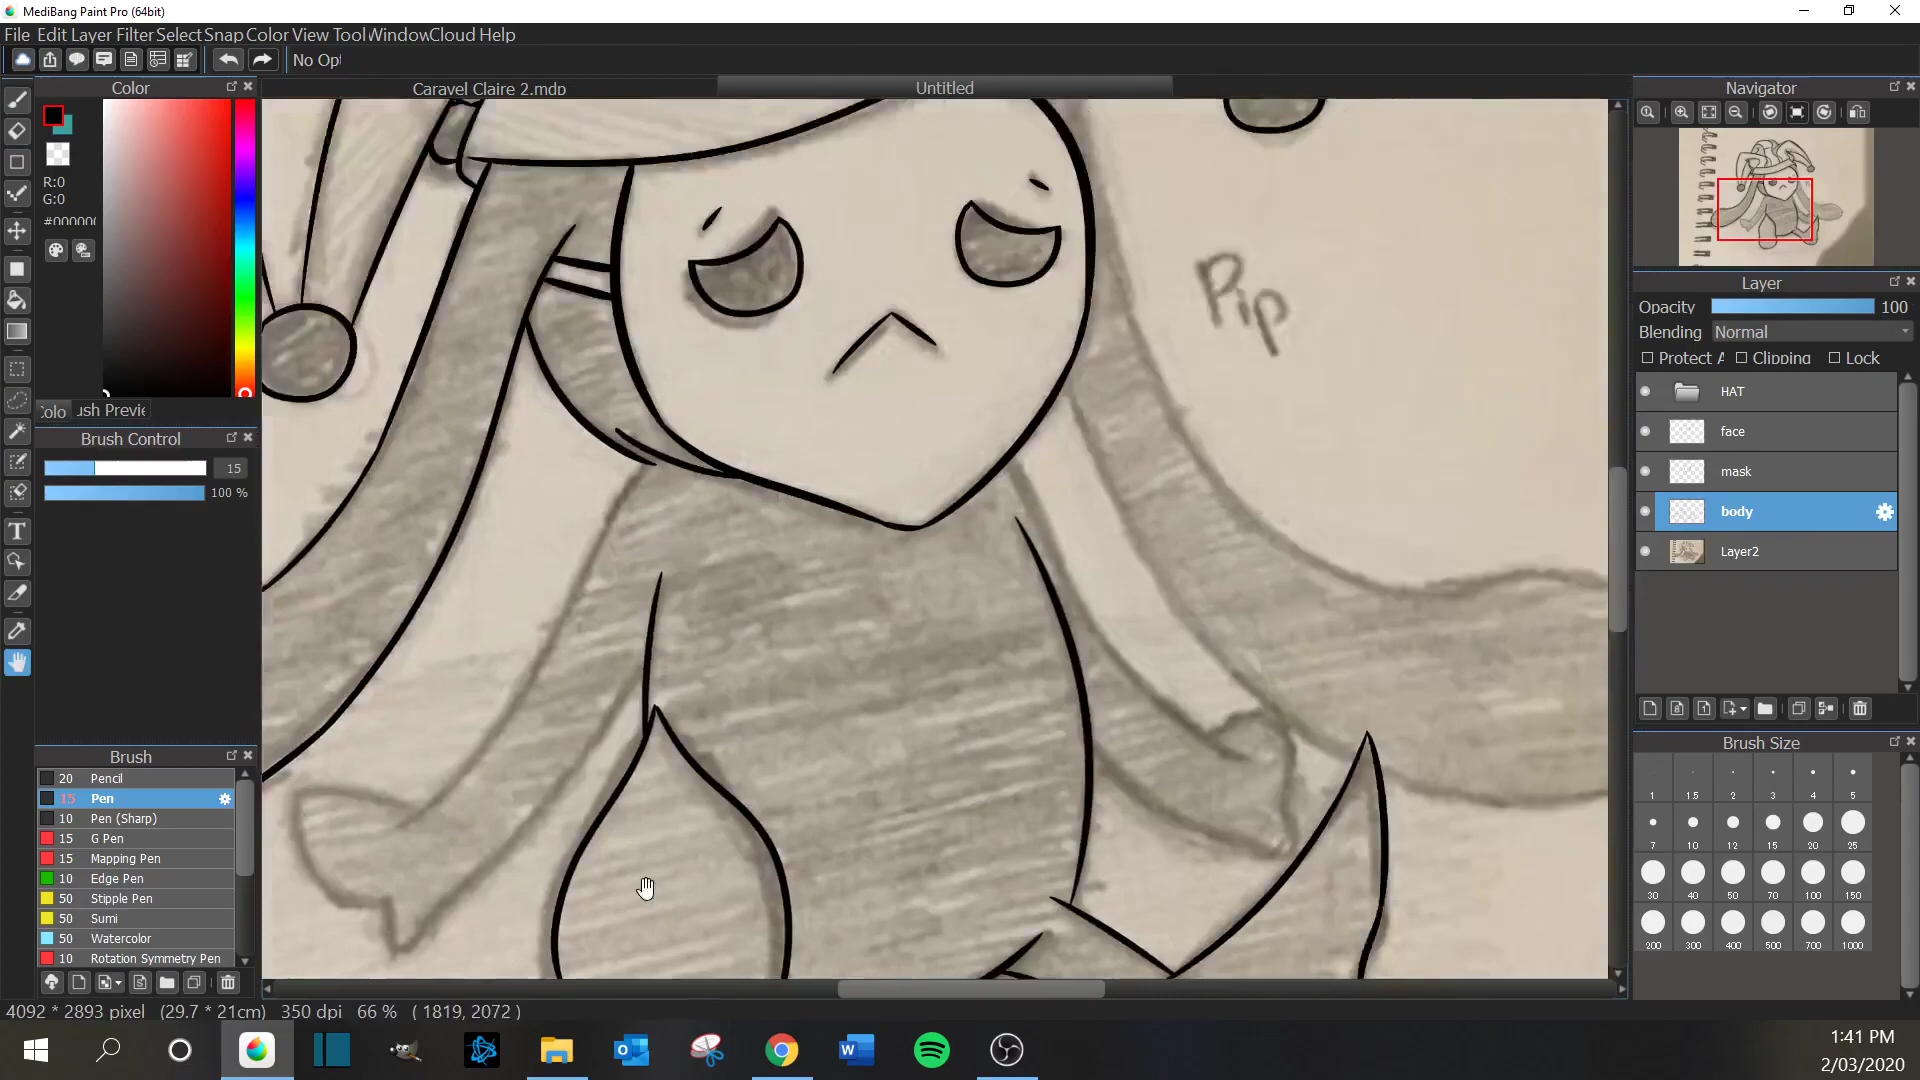 MediBang Paint Pro (64bit)
File Edit Layer Filter Select Snap Color View Tool Window Cloud Help
No Opt
Color
Caravel Claire 2.mdp
Untitled
Navigator
R:0
G:0
#000000
Layer
Opacity 100
Blending Normal
Protect A Clipping Lock
HAT
face
mask
body
Layer2
Pip
olo ush Previe
Brush Control
15
100 %
Brush
20 Pencil
15 Pen
10 Pen (Sharp)
15 G Pen
15 Mapping Pen
10 Edge Pen
50 Stipple Pen
50 Sumi
50 Watercolor
10 Rotation Symmetry Pen
Brush Size
1 1.5 2 3 4 5
7 10 12 15 20 25
30 40 50 70 100 150
200 300 400 500 700 1000
4092 * 2893 pixel (29.7 * 21cm) 350 dpi 66 % ( 1819, 2072 )
1:41 PM
2/03/2020